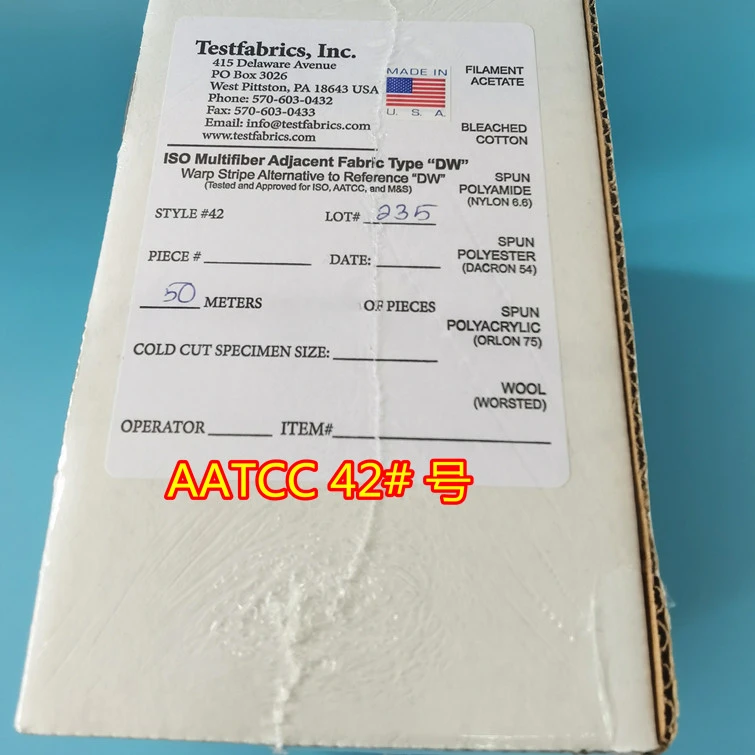 Testfabrics, Inc.
415 Delaware Avenue
PO Box 3026
West Pittston, PA 18643 USA
Phone: 570-603-0432
Fax: 570-603-0433
Email: info@testfabrics.com
www.testfabrics.com
MADE IN
U. S. A.
FILAMENT
ACETATE
BLEACHED
COTTON
ISO Multifiber Adjacent Fabric Type “DW”
Warp Stripe Alternative to Reference "DW"
(Tested and Approved for ISO, AATCC, and M&S)
SPUN
POLYAMIDE
(NYLON 6.6)
STYLE #42 LOT# 235
SPUN
POLYESTER
(DACRON 54)
PIECE # DATE:
50 METERS OF PIECES
SPUN
POLYACRYLIC
(ORLON 75)
COLD CUT SPECIMEN SIZE:
WOOL
(WORSTED)
OPERATOR ITEM#
AATCC 42# 号